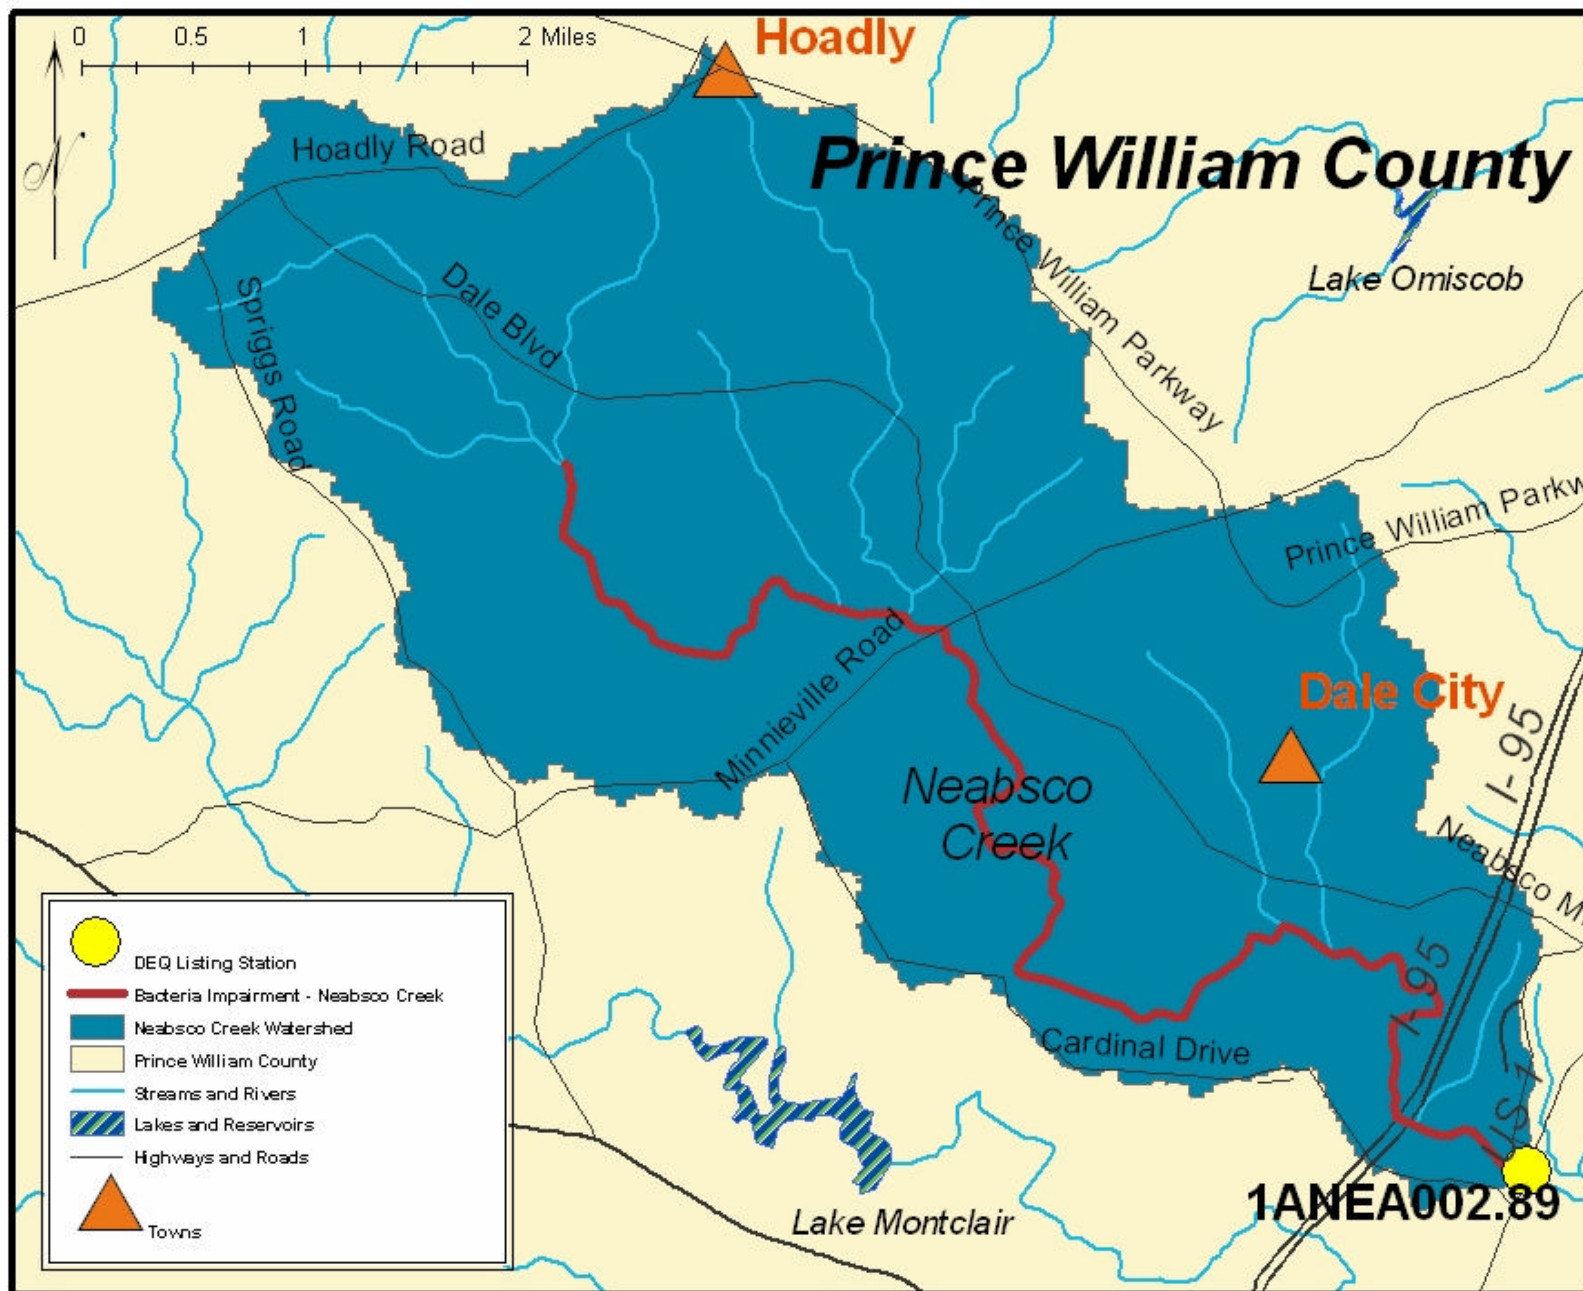 0 0.5 1 2 Miles
Hoadly
N
Hoadly Road
Prince William County
Prince William Parkway
Lake Omiscob
Spriggs Road
Dale Blvd
Prince William Parkw
Minnieville Road
Dale City
I-95
Neabsco
Creek
Neabsco M
I-95
Cardinal Drive
US 1
1ANEA002.89
Lake Montclair
DEQ Listing Station
Bacteria Impairment - Neabsco Creek
Neabsco Creek Watershed
Prince William County
Streams and Rivers
Lakes and Reservoirs
Highways and Roads
Towns